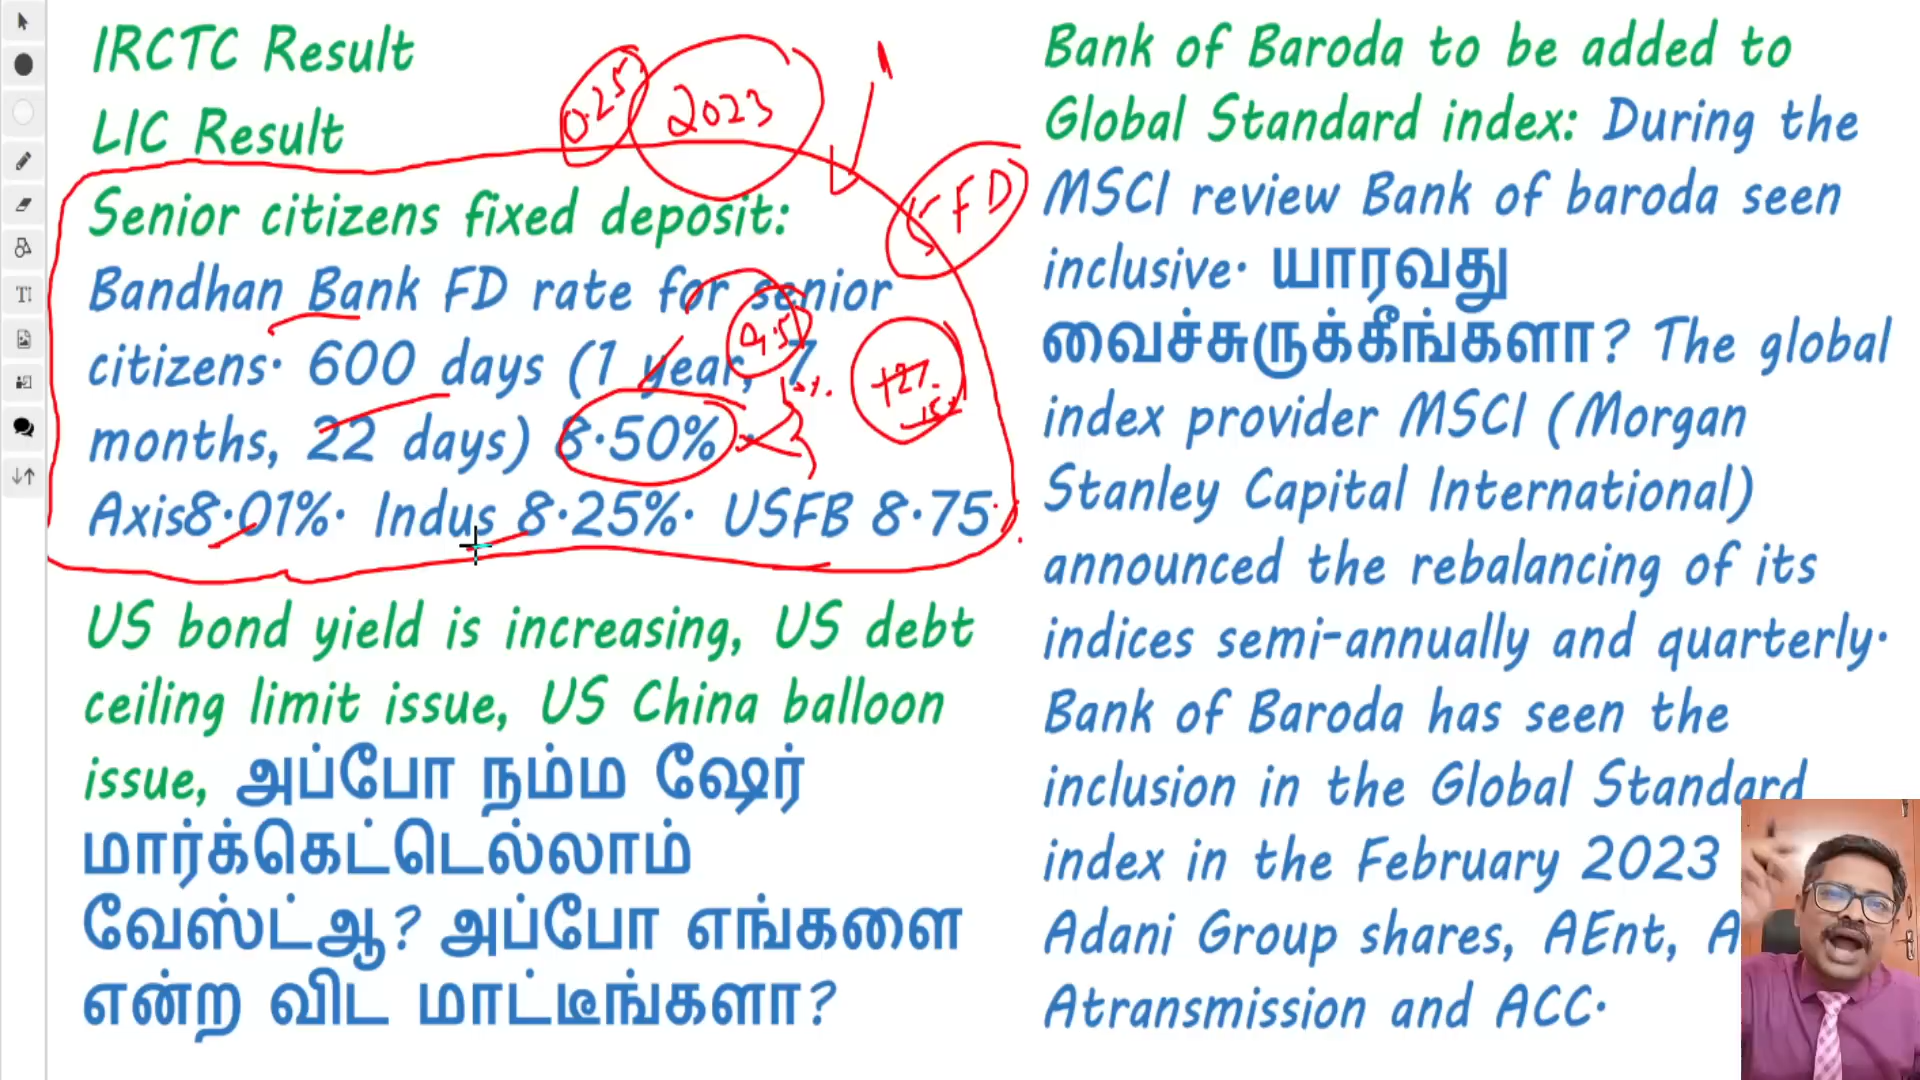 IRCTC Result
LIC Result
0.25
2023
Senior citizens fixed deposit:
FD
Bandhan Bank FD rate for senior
citizens. 600 days (1 year, 7
9.5
months, 22 days) 8.50%
Axis8.01%. Indus 8.25%. USFB 8.75
US bond yield is increasing, US debt
ceiling limit issue, US China balloon
issue, அப்போ நம்ம ஷேர்
மார்க்கெட்டெல்லாம்
வேஸ்ட்ஆ? அப்போ எங்களை
என்ற விட மாட்டீங்களா?
Bank of Baroda to be added to
Global Standard index: During the
MSCI review Bank of baroda seen
inclusive. யாரவது
வைச்சுருக்கீங்களா? The global
index provider MSCI (Morgan
Stanley Capital International)
announced the rebalancing of its
indices semi-annually and quarterly.
Bank of Baroda has seen the
inclusion in the Global Standard
index in the February 2023
Adani Group shares, AEnt, A
Atransmission and ACC.